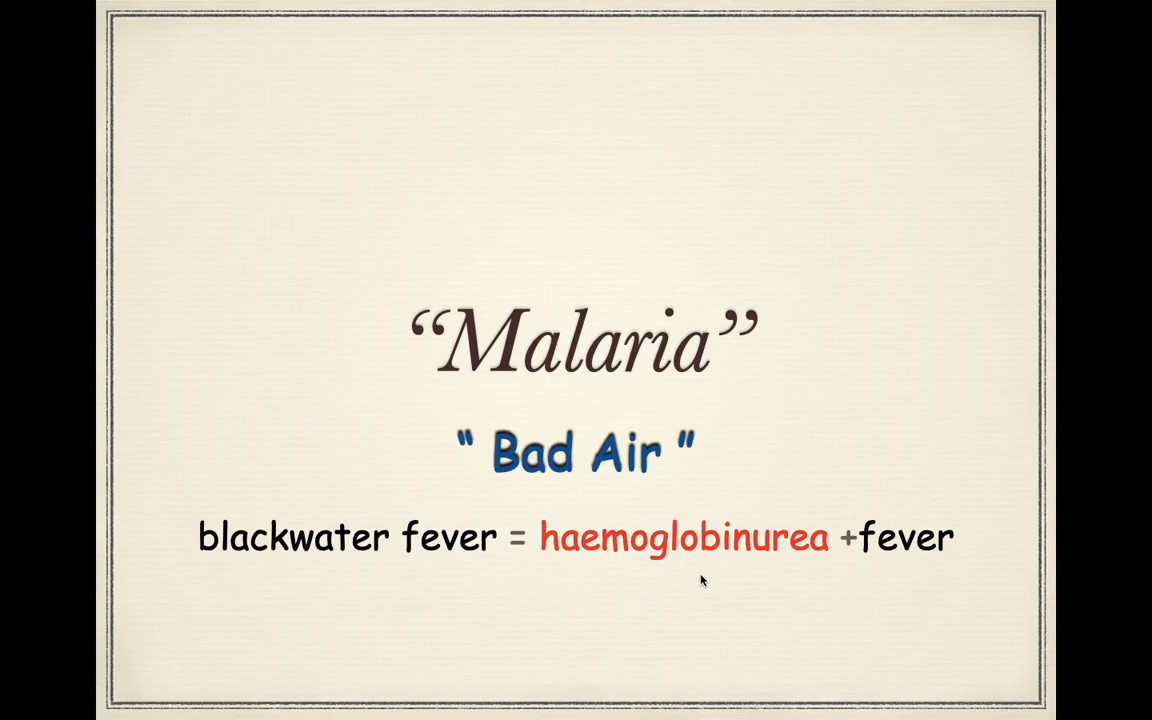 “Malaria”
“ Bad Air ”
blackwater fever = haemoglobinurea +fever